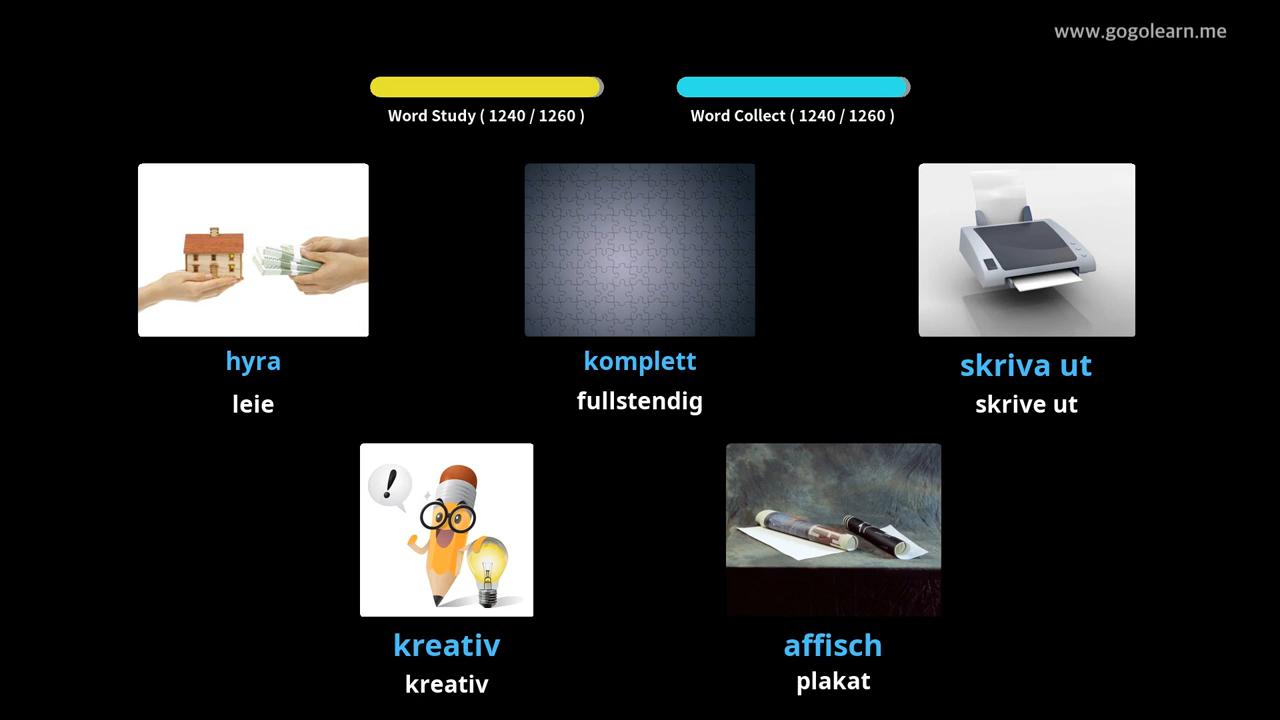 www.gogolearn.me
Word Study ( 1240 / 1260 )
Word Collect ( 1240 / 1260 )
hyra
leie
komplett
fullstendig
skriva ut
skrive ut
kreativ
kreativ
affisch
plakat